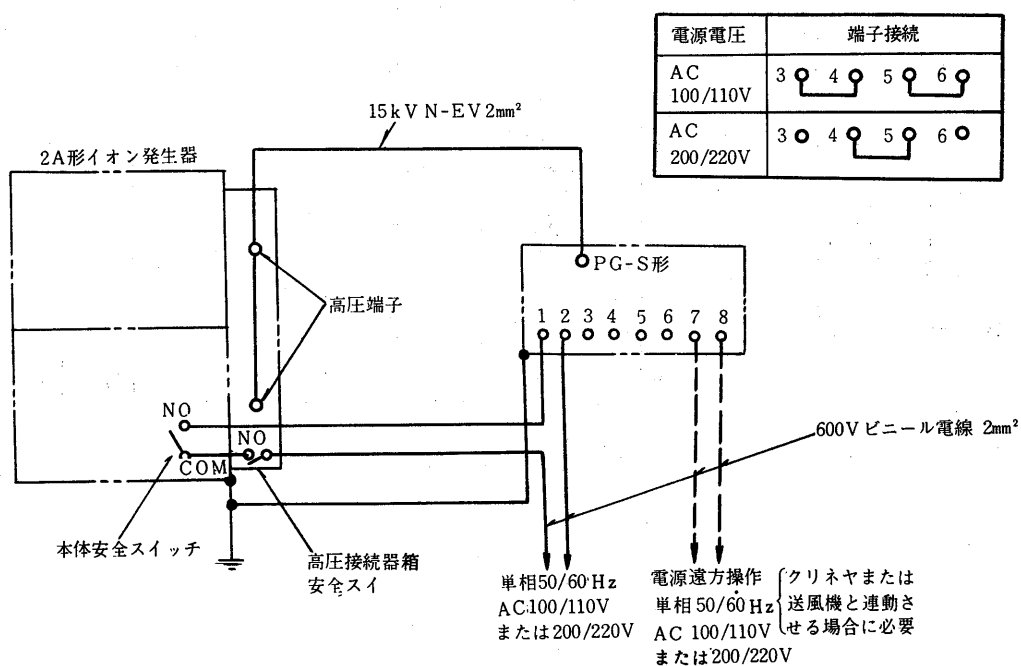 電源電圧 端子接続
AC 3 4 5 6
100/110V
AC 3 4 5 6
200/220V
15kV N-EV2mm²
2A形イオン発生器
PG-S形
高圧端子
1 2 3 4 5 6 7 8
NO
NO
COM
600Vビニール電線 2mm²
本体安全スイッチ
高圧接続器箱
安全スイ
単相50/60Hz
AC100/110V
または200/220V
電源遠方操作
単相50/60Hz
AC 100/110V
または200/220V
クリネヤまたは
送風機と連動さ
せる場合に必要